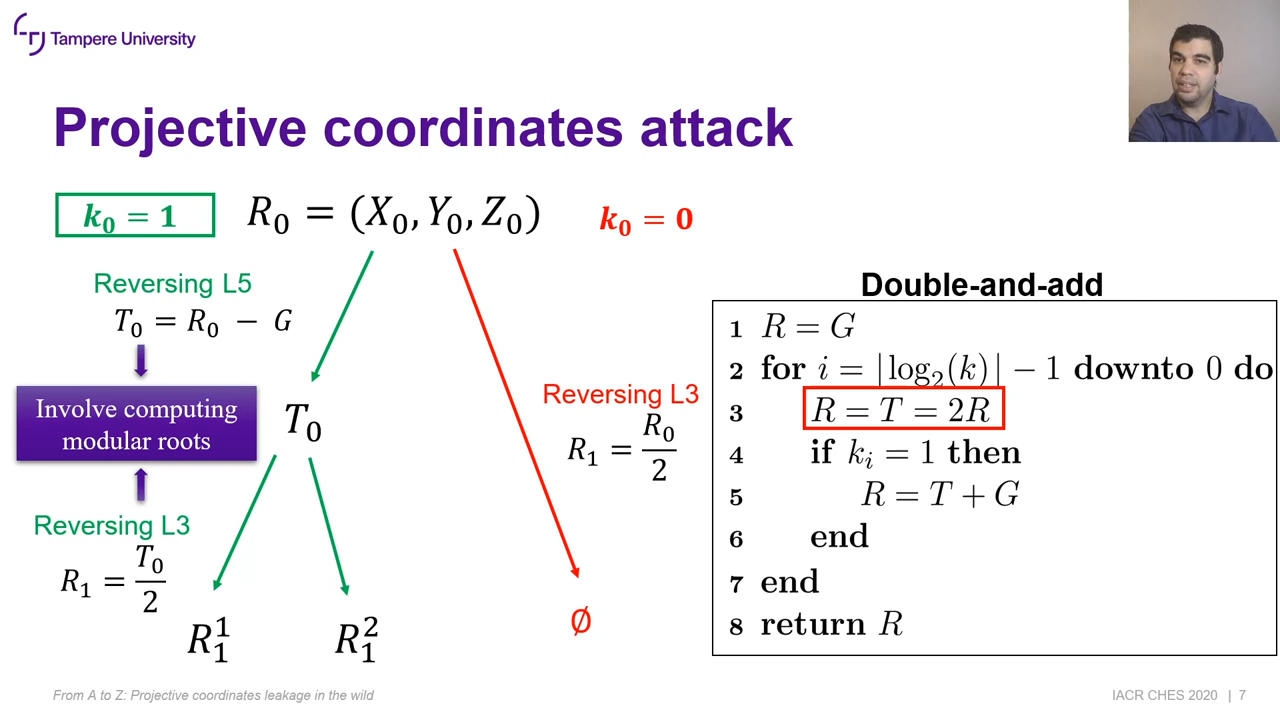 Tampere University
Projective coordinates attack
k₀ = 1
R₀ = (X₀, Y₀, Z₀)
k₀ = 0
Reversing L5
T₀ = R₀ − G
Involve computing
modular roots
T₀
Reversing L3
R₁ = T₀/2
R₁¹
R₁²
Reversing L3
R₁ = R₀/2
∅
Double-and-add
1 R = G
2 for i = |log₂(k)| − 1 downto 0 do
3 R = T = 2R
4 if kᵢ = 1 then
5 R = T + G
6 end
7 end
8 return R
From A to Z: Projective coordinates leakage in the wild
IACR CHES 2020 | 7